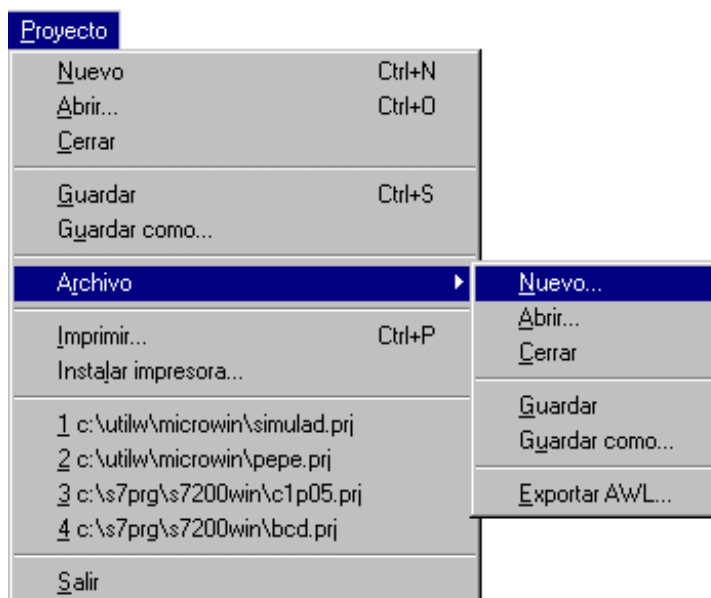 Proyecto
Nuevo Ctrl+N
Abrir... Ctrl+O
Cerrar
Guardar Ctrl+S
Guardar como...
Archivo
Imprimir... Ctrl+P
Instalar impresora...
1 c:\utilw\microwin\simulad.prj
2 c:\utilw\microwin\pepe.prj
3 c:\s7prg\s7200win\c1p05.prj
4 c:\s7prg\s7200win\bcd.prj
Salir
Nuevo...
Abrir...
Cerrar
Guardar
Guardar como...
Exportar AWL...